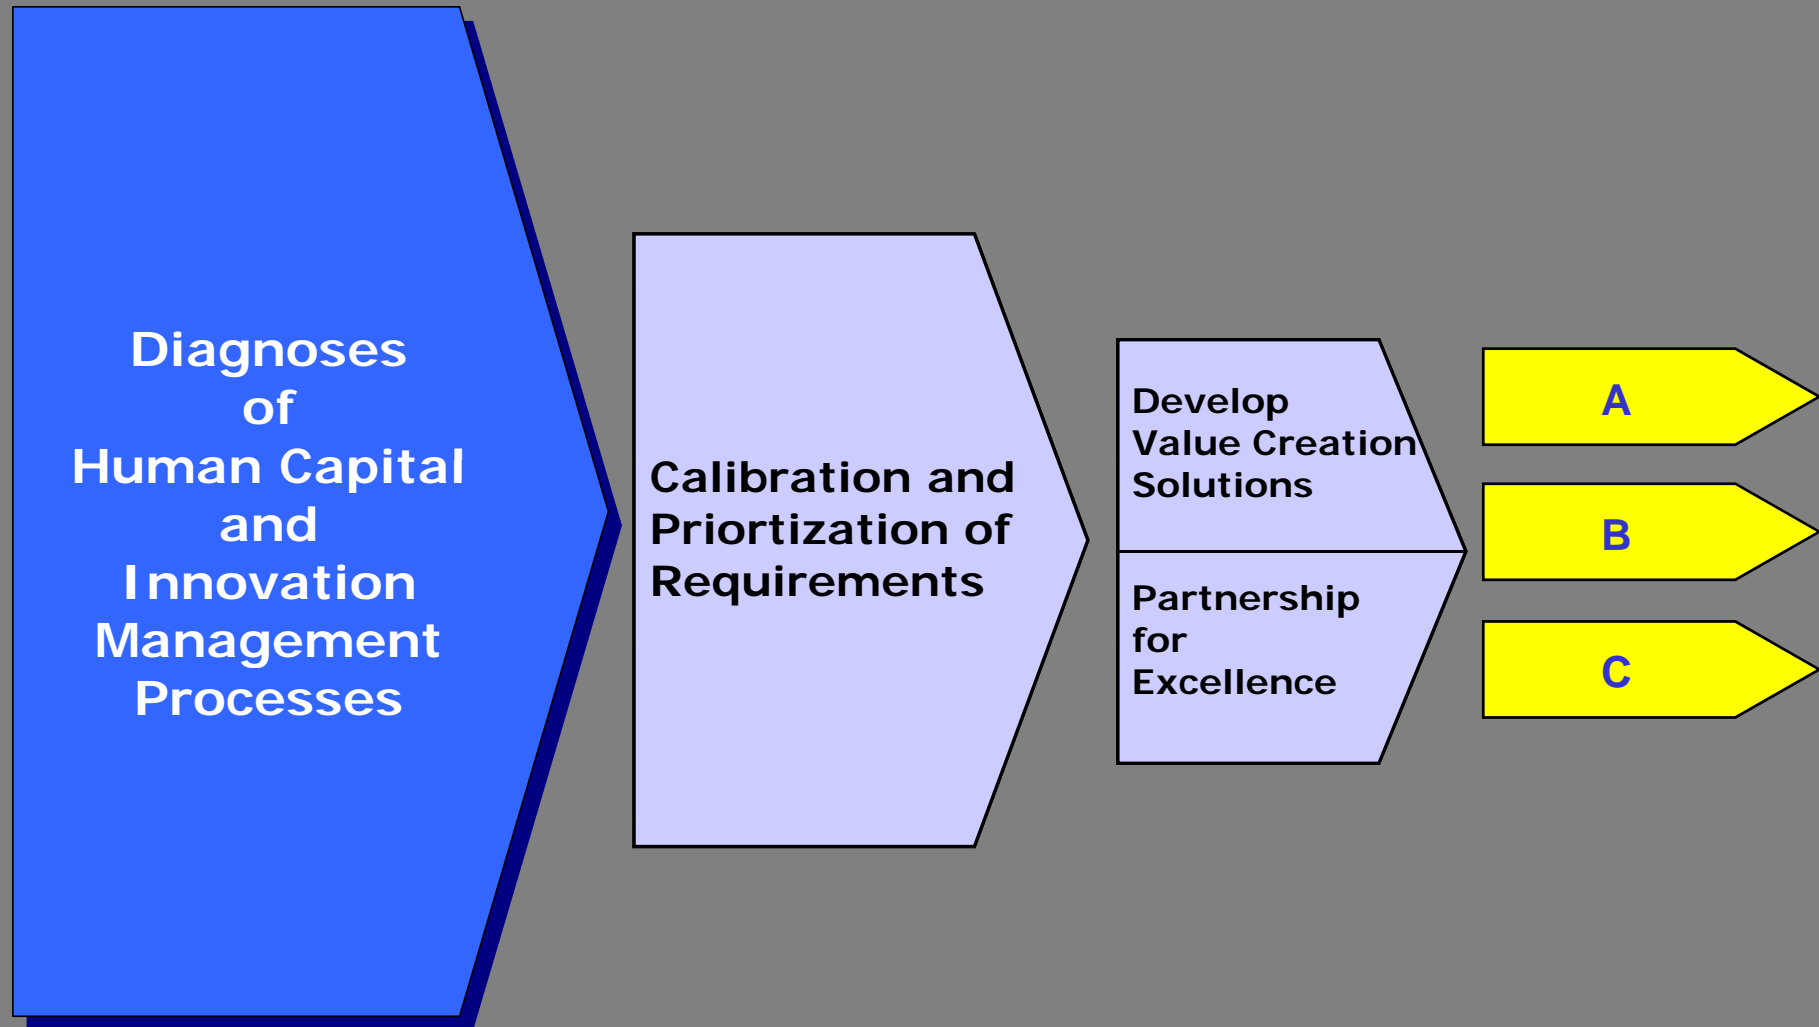 Diagnoses
of
Human Capital
and
Innovation
Management
Processes
Calibration and
Priortization of
Requirements
Develop
Value Creation
Solutions
Partnership
for
Excellence
A
B
C